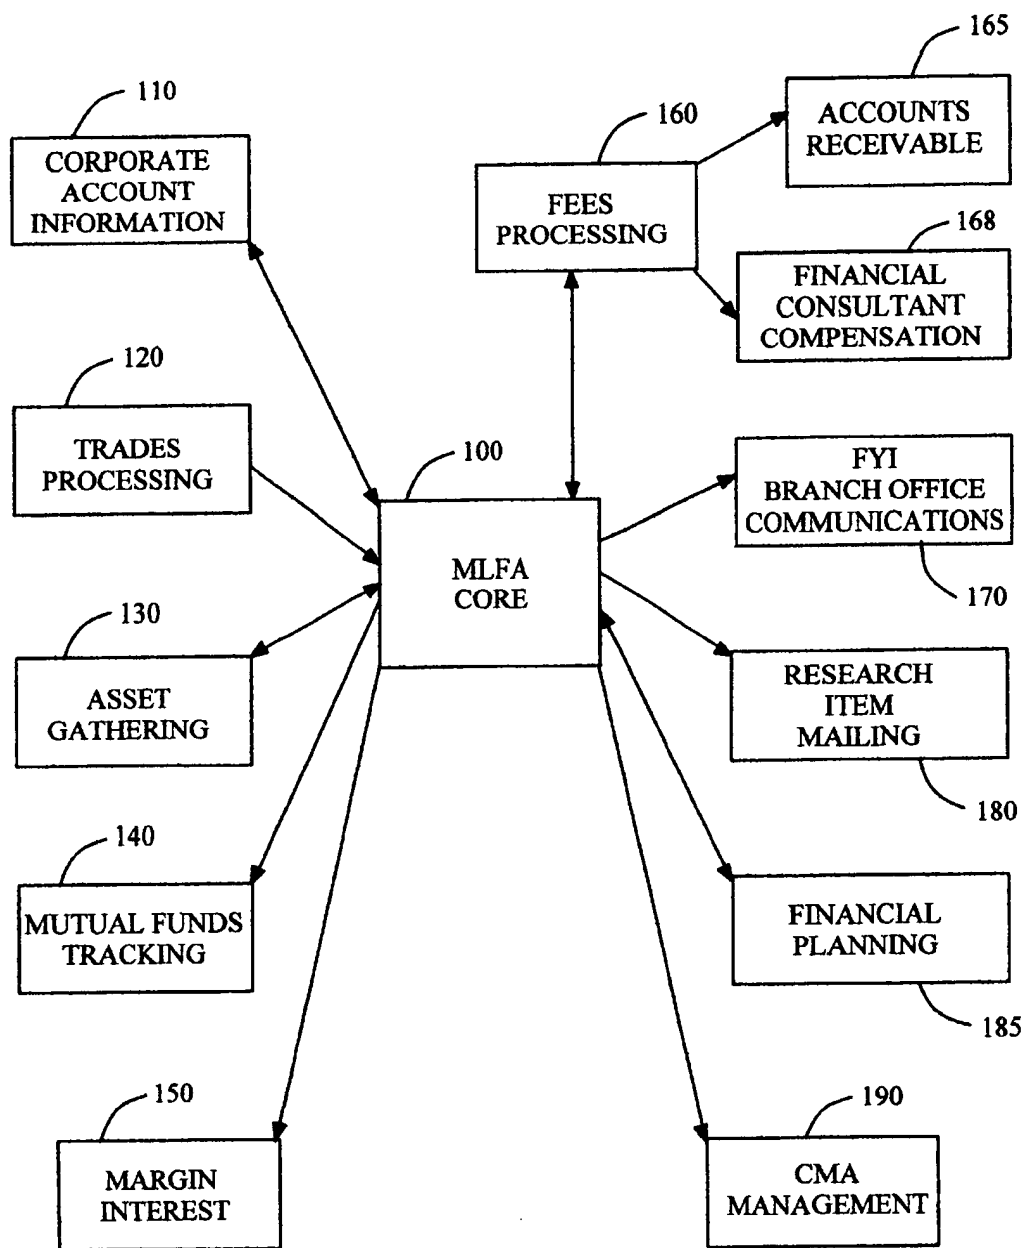 165
110
ACCOUNTS
RECEIVABLE
160
CORPORATE
ACCOUNT
INFORMATION
FEES
PROCESSING
168
FINANCIAL
CONSULTANT
COMPENSATION
120
TRADES
PROCESSING
100
FYI
BRANCH OFFICE
COMMUNICATIONS
MLFA
CORE
170
130
ASSET
GATHERING
RESEARCH
ITEM
MAILING
180
140
MUTUAL FUNDS
TRACKING
FINANCIAL
PLANNING
185
150
MARGIN
INTEREST
190
CMA
MANAGEMENT